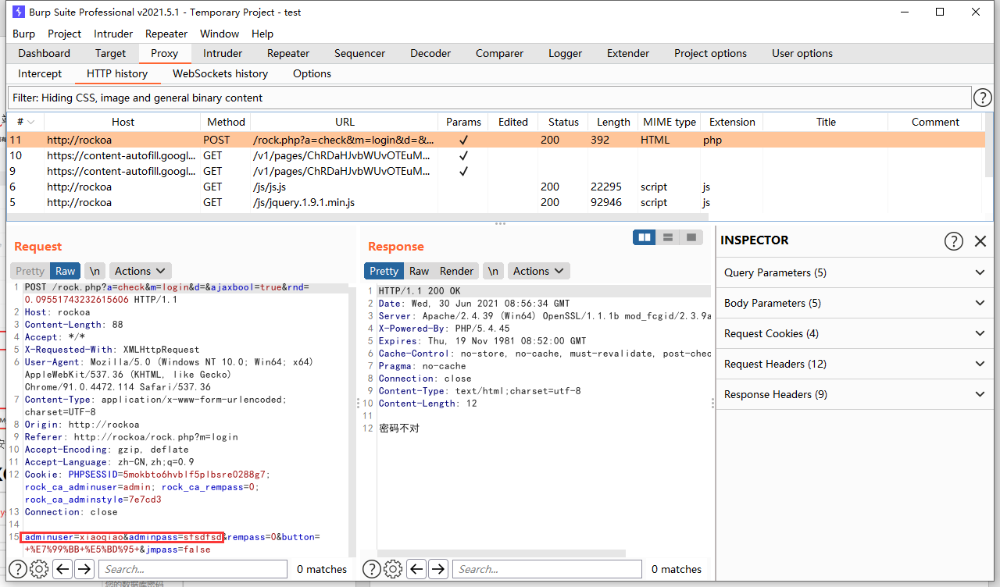 Burp Suite Professional v2021.5.1 - Temporary Project - test
Burp Project Intruder Repeater Window Help
Dashboard Target Proxy Intruder Repeater Sequencer Decoder Comparer Logger Extender Project options User options
Intercept HTTP history WebSockets history Options
Filter: Hiding CSS, image and general binary content ?
# Host Method URL Params Edited Status Length MIME type Extension Title Comment
11 http://rockoa POST /rock.php?a=check&m=login&d=&... ✓ 200 392 HTML php
10 https://content-autofill.googl... GET /v1/pages/ChRDaHJvbWUvOTEuM... ✓
9 https://content-autofill.googl... GET /v1/pages/ChRDaHJvbWUvOTEuM... ✓
6 http://rockoa GET /js/js.js 200 22295 script js
5 http://rockoa GET /js/jquery.1.9.1.min.js 200 92946 script js
Request
Pretty Raw \n Actions
1 POST /rock.php?a=check&m=login&d=&ajaxbool=true&rnd=
0.09551743232615606 HTTP/1.1
2 Host: rockoa
3 Content-Length: 88
4 Accept: */*
5 X-Requested-With: XMLHttpRequest
6 User-Agent: Mozilla/5.0 (Windows NT 10.0; Win64; x64)
AppleWebKit/537.36 (KHTML, like Gecko)
Chrome/91.0.4472.114 Safari/537.36
7 Content-Type: application/x-www-form-urlencoded;
charset=UTF-8
8 Origin: http://rockoa
9 Referer: http://rockoa/rock.php?m=login
10 Accept-Encoding: gzip, deflate
11 Accept-Language: zh-CN,zh;q=0.9
12 Cookie: PHPSESSID=5mokbto6hvblf5plbsre0288g7;
rock_ca_adminuser=admin; rock_ca_rempass=0;
rock_ca_adminstyle=7e7cd3
13 Connection: close
14
15 adminuser=xiaoqiao&adminpass=sfsdfsd&rempass=0&button=
+%E7%99%BB+%E5%BD%95+&jmpass=false
? Search... 0 matches
Response
Pretty Raw Render \n Actions
1 HTTP/1.1 200 OK
2 Date: Wed, 30 Jun 2021 08:56:34 GMT
3 Server: Apache/2.4.39 (Win64) OpenSSL/1.1.1b mod_fcgid/2.3.9a
4 X-Powered-By: PHP/5.4.45
5 Expires: Thu, 19 Nov 1981 08:52:00 GMT
6 Cache-Control: no-store, no-cache, must-revalidate, post-chec
7 Pragma: no-cache
8 Connection: close
9 Content-Type: text/html;charset=utf-8
10 Content-Length: 12
11
12 密码不对
? Search... 0 matches
INSPECTOR ?
Query Parameters (5)
Body Parameters (5)
Request Cookies (4)
Request Headers (12)
Response Headers (9)
您的数据库密码